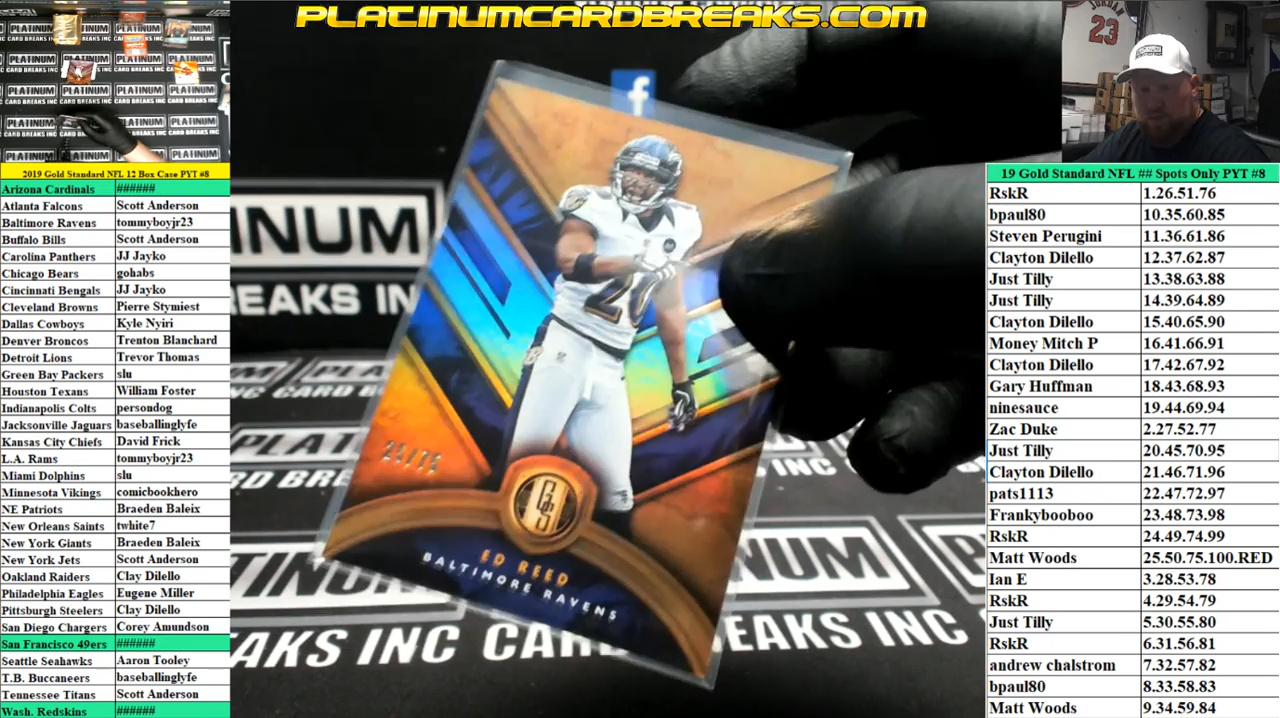 PLATINUMCARDBREAKS.COM
2019 Gold Standard NFL 12 Box Case PYT #8
Arizona Cardinals ######
Atlanta Falcons Scott Anderson
Baltimore Ravens tommyboyjr23
Buffalo Bills Scott Anderson
Carolina Panthers JJ Jayko
Chicago Bears gohabs
Cincinnati Bengals JJ Jayko
Cleveland Browns Pierre Stymiest
Dallas Cowboys Kyle Nyiri
Denver Broncos Trenton Blanchard
Detroit Lions Trevor Thomas
Green Bay Packers slu
Houston Texans William Foster
Indianapolis Colts persondog
Jacksonville Jaguars baseballinglyfe
Kansas City Chiefs David Frick
L.A. Rams tommyboyjr23
Miami Dolphins slu
Minnesota Vikings comicbookhero
NE Patriots Braeden Baleix
New Orleans Saints twhite7
New York Giants Braeden Baleix
New York Jets Scott Anderson
Oakland Raiders Clay Dilello
Philadelphia Eagles Eugene Miller
Pittsburgh Steelers Clay Dilello
San Diego Chargers Corey Amundson
San Francisco 49ers ######
Seattle Seahawks Aaron Tooley
T.B. Buccaneers baseballinglyfe
Tennessee Titans Scott Anderson
Wash. Redskins ######
f
20
GS
ED REED
BALTIMORE RAVENS
JORDAN
23
19 Gold Standard NFL ## Spots Only PYT #8
RskR 1.26.51.76
bpaul80 10.35.60.85
Steven Perugini 11.36.61.86
Clayton Dilello 12.37.62.87
Just Tilly 13.38.63.88
Just Tilly 14.39.64.89
Clayton Dilello 15.40.65.90
Money Mitch P 16.41.66.91
Clayton Dilello 17.42.67.92
Gary Huffman 18.43.68.93
ninesauce 19.44.69.94
Zac Duke 2.27.52.77
Just Tilly 20.45.70.95
Clayton Dilello 21.46.71.96
pats1113 22.47.72.97
Frankybooboo 23.48.73.98
RskR 24.49.74.99
Matt Woods 25.50.75.100.RED
Ian E 3.28.53.78
RskR 4.29.54.79
Just Tilly 5.30.55.80
RskR 6.31.56.81
andrew chalstrom 7.32.57.82
bpaul80 8.33.58.83
Matt Woods 9.34.59.84